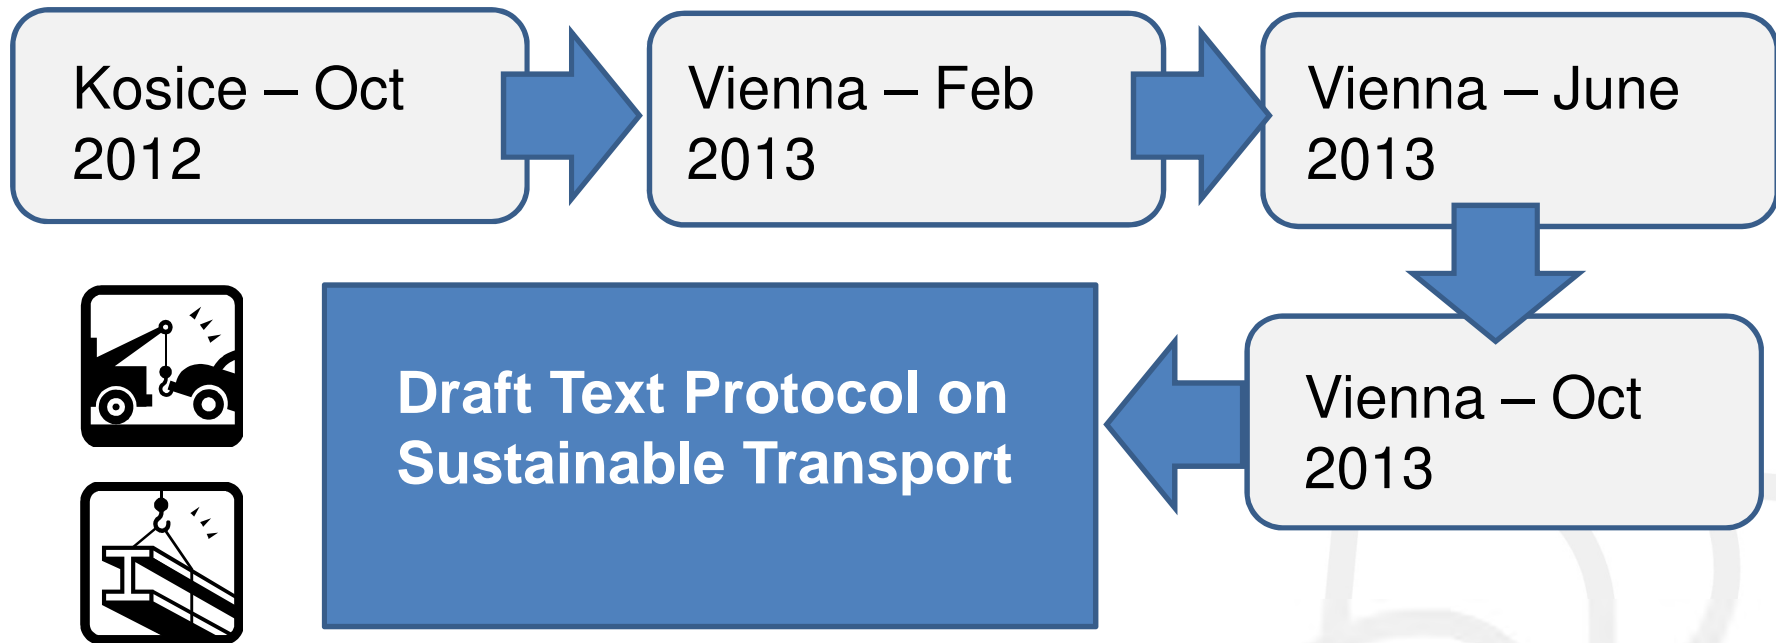 Kosice – Oct
2012
Vienna – Feb
2013
Vienna – June
2013
Vienna – Oct
2013
Draft Text Protocol on
Sustainable Transport